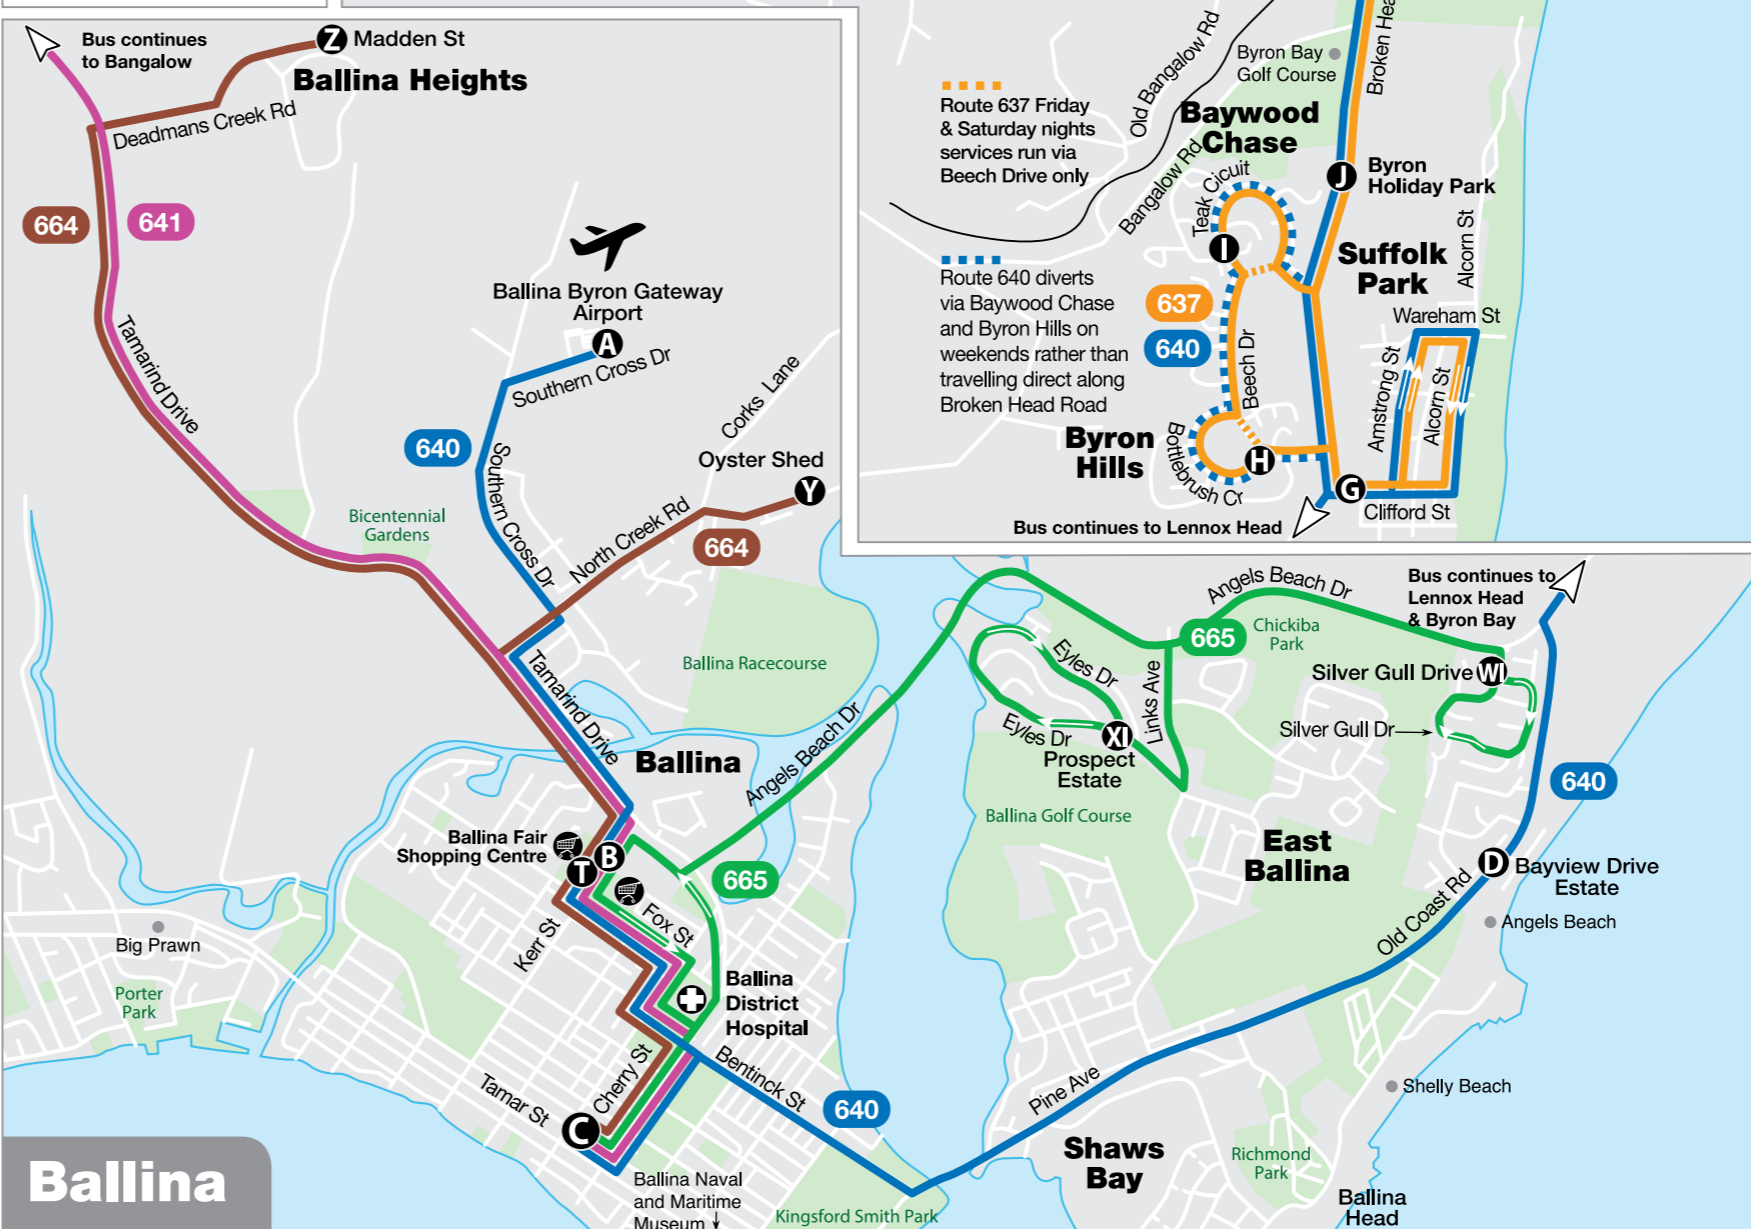 Bus continues
to Bangalow
Z
Madden St
Ballina Heights
Deadmans Creek Rd
664
641
Tamarind Drive
Ballina Byron Gateway
Airport
A
Southern Cross Dr
640
Southern Cross Dr
Corks Lane
Oyster Shed
Y
North Creek Rd
664
Bicentennial
Gardens
Ballina Racecourse
Tamarind Drive
Ballina
Angels Beach Dr
Ballina Fair
Shopping Centre
T
B
665
Fox St
Kerr St
Big Prawn
Porter
Park
Ballina
District
Hospital
Cherry St
Tamar St
C
Bentinck St
640
Ballina Naval
and Maritime
Museum
Kingsford Smith Park
Ballina
Route 637 Friday
& Saturday nights
services run via
Beech Drive only
Route 640 diverts
via Baywood Chase
and Byron Hills on
weekends rather than
travelling direct along
Broken Head Road
Old Bangalow Rd
Bangalow Rd
Byron Bay
Golf Course
Broken Hea
Baywood
Chase
Teak Cicuit
I
J
Byron
Holiday Park
Suffolk
Park
Alcorn St
Wareham St
637
640
Beech Dr
Amstrong St
Alcorn St
Byron
Hills
Bottlebrush Cr
H
G
Clifford St
Bus continues to Lennox Head
Angels Beach Dr
Bus continues to
Lennox Head
& Byron Bay
665
Chickiba
Park
Eyles Dr
Eyles Dr
Links Ave
XI
Prospect
Estate
Silver Gull Drive
WI
Silver Gull Dr
Ballina Golf Course
640
East
Ballina
D
Bayview Drive
Estate
Old Coast Rd
Angels Beach
Pine Ave
Shelly Beach
Shaws
Bay
Richmond
Park
Ballina
Head